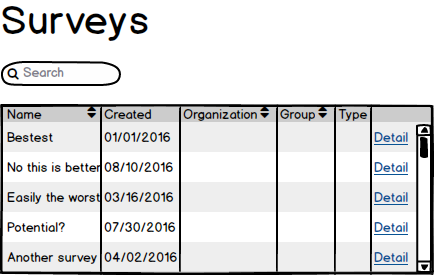 Surveys
Search
Name Created Organization Group Type
Bestest 01/01/2016 Detail
No this is better 08/10/2016 Detail
Easily the worst 03/16/2016 Detail
Potential? 07/30/2016 Detail
Another survey 04/02/2016 Detail